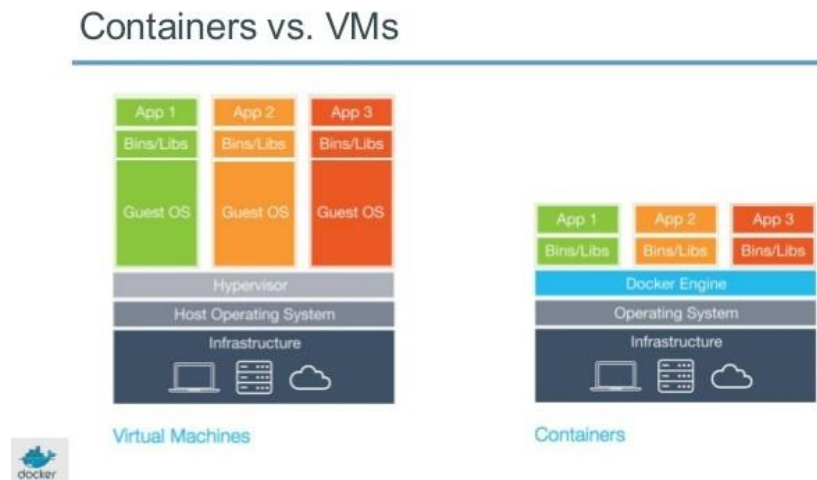 Containers vs. VMs
App 1 App 2 App 3
Bins/Libs Bins/Libs Bins/Libs
Guest OS Guest OS Guest OS
Hypervisor
Host Operating System
Infrastructure
Virtual Machines
App 1 App 2 App 3
Bins/Libs Bins/Libs Bins/Libs
Docker Engine
Operating System
Infrastructure
Containers
docker